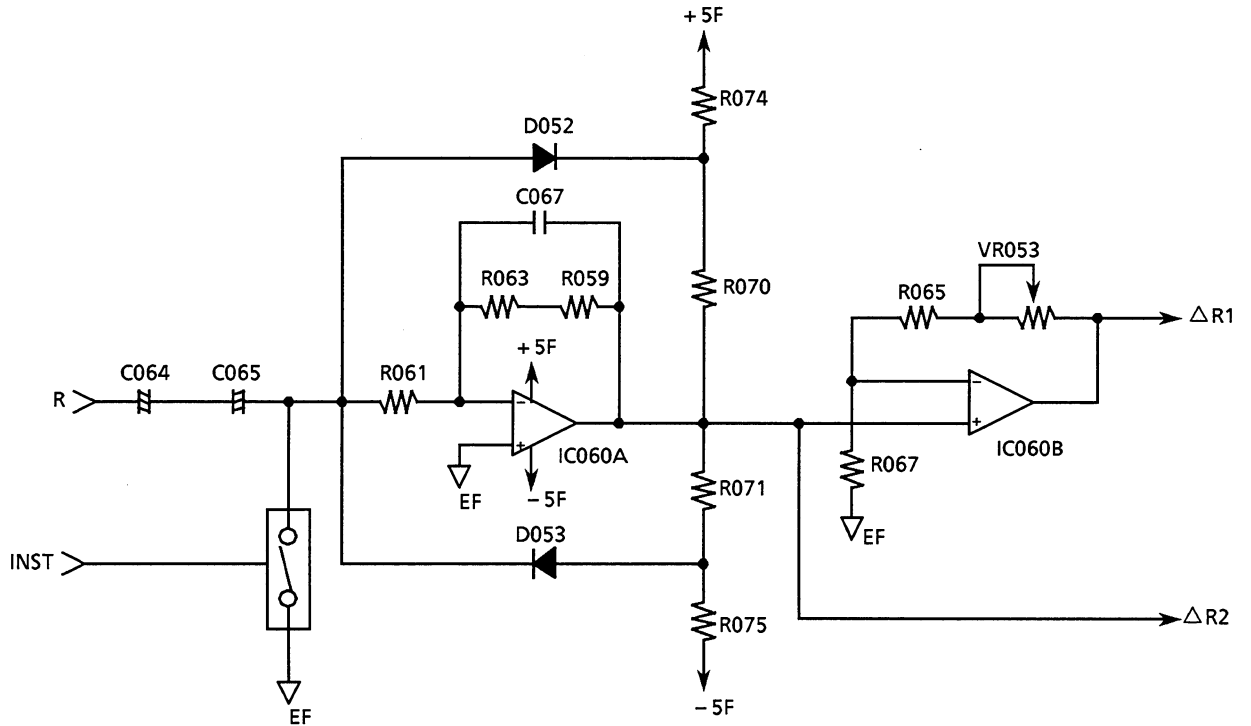 +5F
R074
D052
C067
R063 R059
R070
VR053
R065
△R1
+5F
C064 C065
R061
R
−
+
IC060A
−
+
IC060B
EF
−5F
R071
R067
EF
D053
INST
R075
△R2
EF
−5F